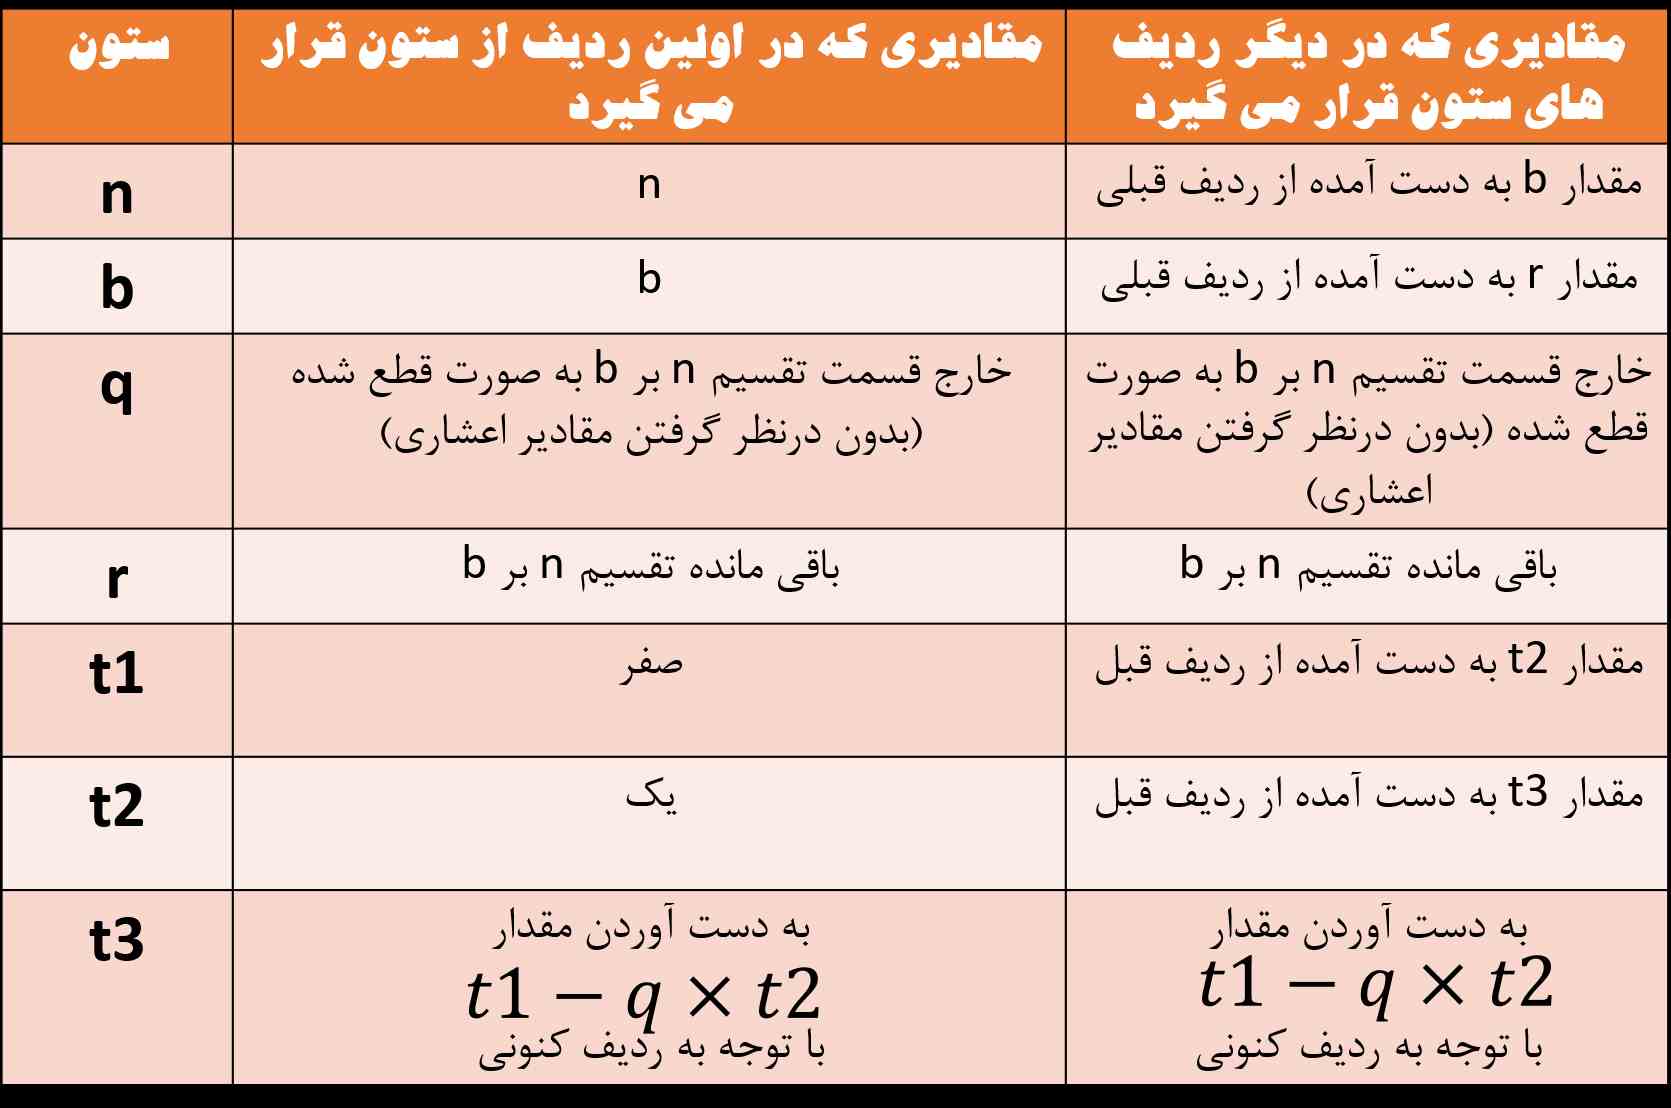 ستون
مقادیری که در اولین ردیف از ستون قرار
می گیرد
مقادیری که در دیگر ردیف
های ستون قرار می گیرد
n
n
مقدار b به دست آمده از ردیف قبلی
b
b
مقدار r به دست آمده از ردیف قبلی
q
خارج قسمت تقسیم n بر b به صورت قطع شده
(بدون درنظر گرفتن مقادیر اعشاری)
خارج قسمت تقسیم n بر b به صورت
قطع شده (بدون درنظر گرفتن مقادیر
اعشاری)
r
باقی مانده تقسیم n بر b
باقی مانده تقسیم n بر b
t1
صفر
مقدار t2 به دست آمده از ردیف قبل
t2
یک
مقدار t3 به دست آمده از ردیف قبل
t3
به دست آوردن مقدار
t1 − q × t2
با توجه به ردیف کنونی
به دست آوردن مقدار
t1 − q × t2
با توجه به ردیف کنونی